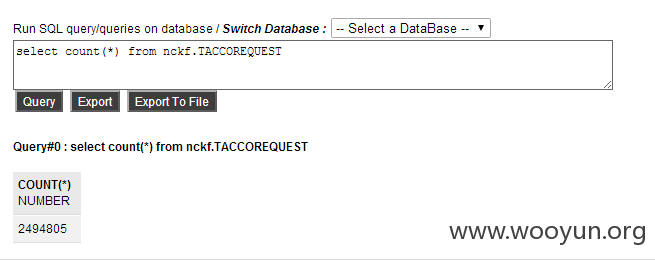 Run SQL query/queries on database / Switch Database : -- Select a DataBase --
select count(*) from nckf.TACCOREQUEST
Query Export Export To File
Query#0 : select count(*) from nckf.TACCOREQUEST
COUNT(*)
NUMBER
2494805
www.wooyun.org